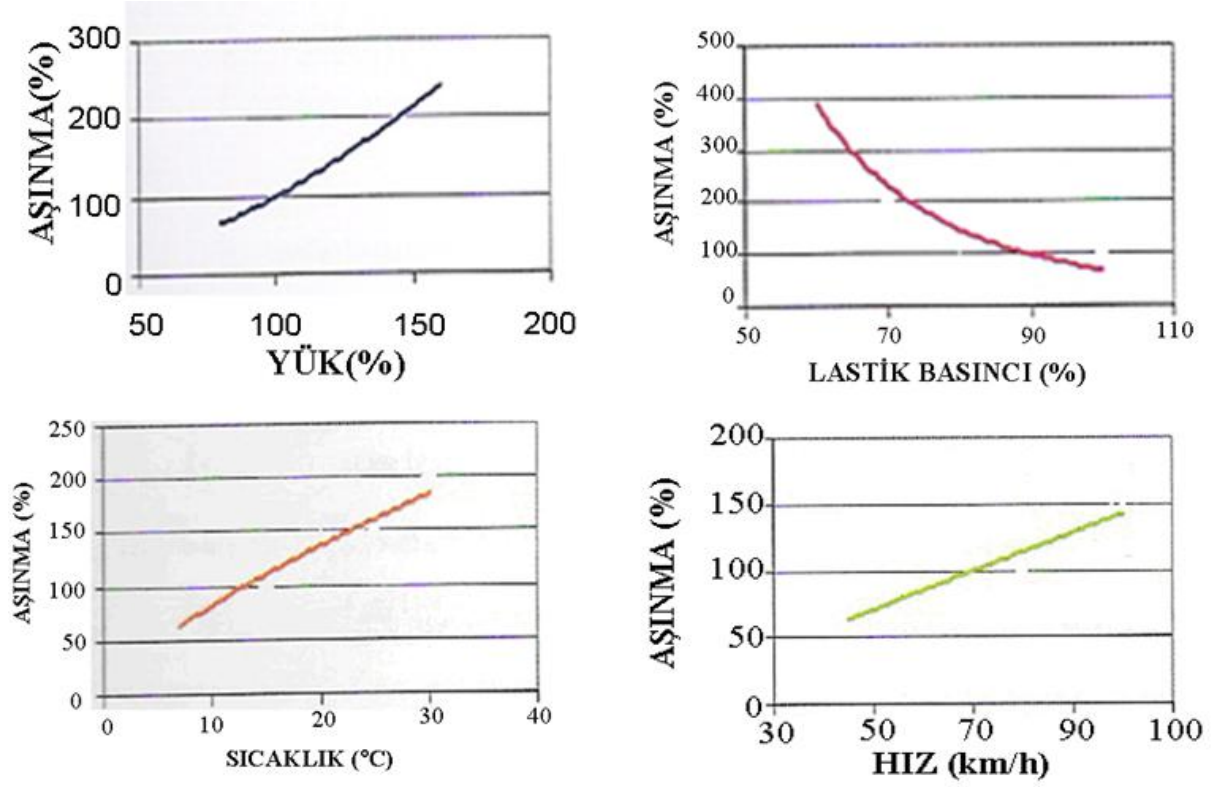 300
200
100
0
AŞINMA(%)
50 100 150 200
YÜK(%)
500
400
300
200
100
0
AŞINMA (%)
50 70 90 110
LASTİK BASINCI (%)
250
200
150
100
50
0
AŞINMA (%)
0 10 20 30 40
SICAKLIK (°C)
200
150
100
50
0
AŞINMA (%)
30 50 70 90 100
HIZ (km/h)